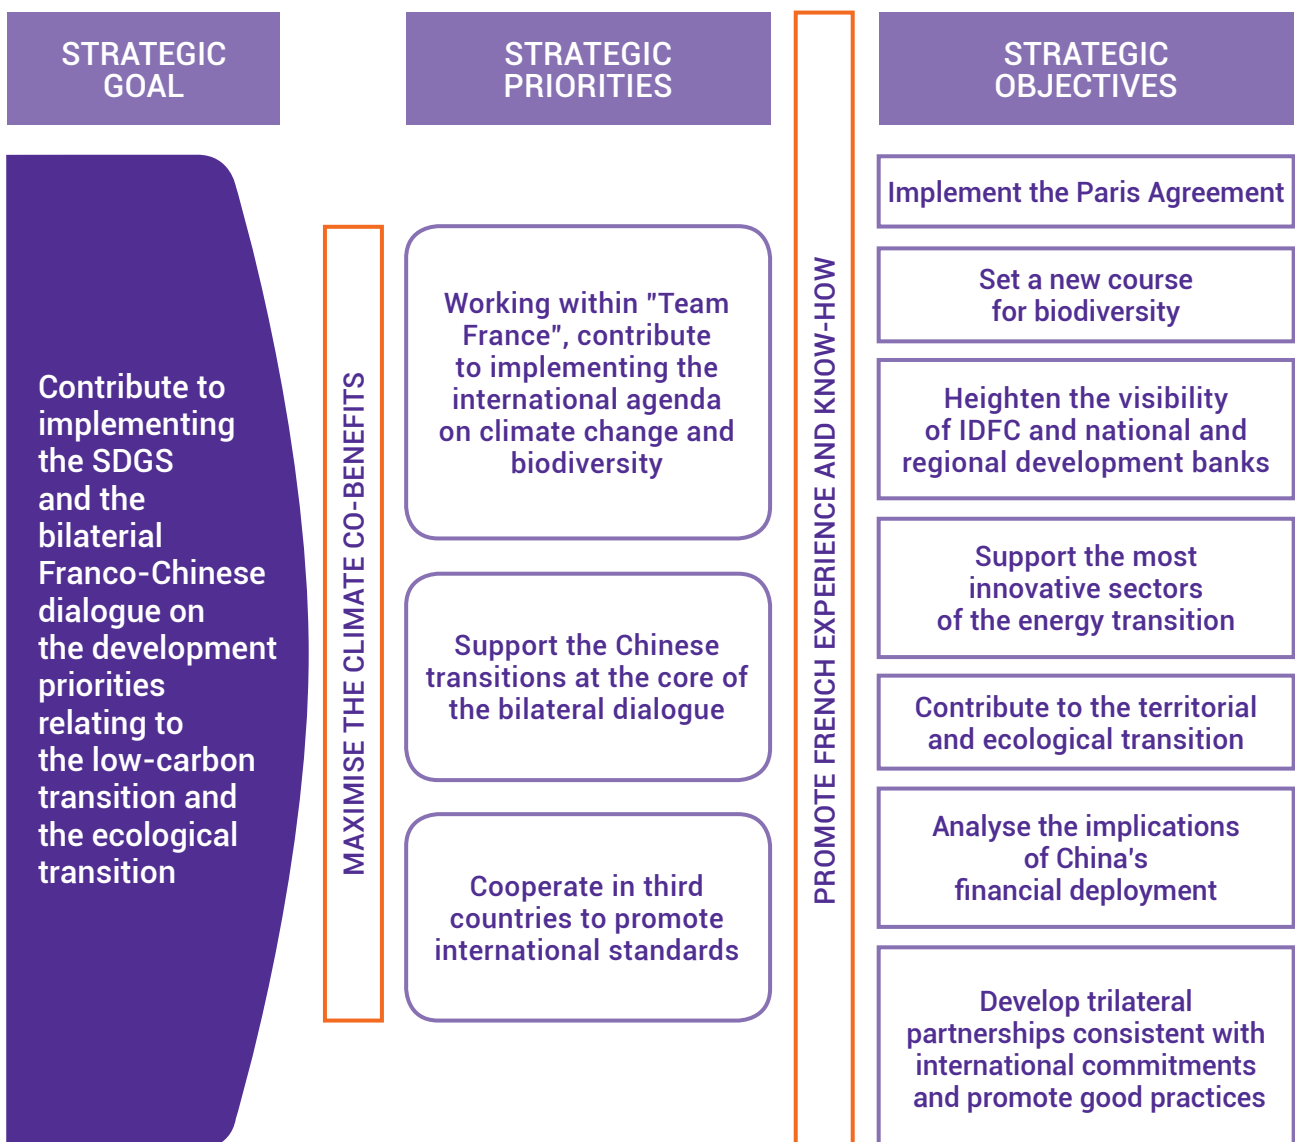 STRATEGIC
GOAL
Contribute to
implementing
the SDGS
and the
bilaterial
Franco-Chinese
dialogue on
the development
priorities
relating to
the low-carbon
transition and
the ecological
transition
MAXIMISE THE CLIMATE CO-BENEFITS
STRATEGIC
PRIORITIES
Working within "Team
France", contribute
to implementing the
international agenda
on climate change and
biodiversity
Support the Chinese
transitions at the core of
the bilateral dialogue
Cooperate in third
countries to promote
international standards
PROMOTE FRENCH EXPERIENCE AND KNOW-HOW
STRATEGIC
OBJECTIVES
Implement the Paris Agreement
Set a new course
for biodiversity
Heighten the visibility
of IDFC and national and
regional development banks
Support the most
innovative sectors
of the energy transition
Contribute to the territorial
and ecological transition
Analyse the implications
of China's
financial deployment
Develop trilateral
partnerships consistent with
international commitments
and promote good practices